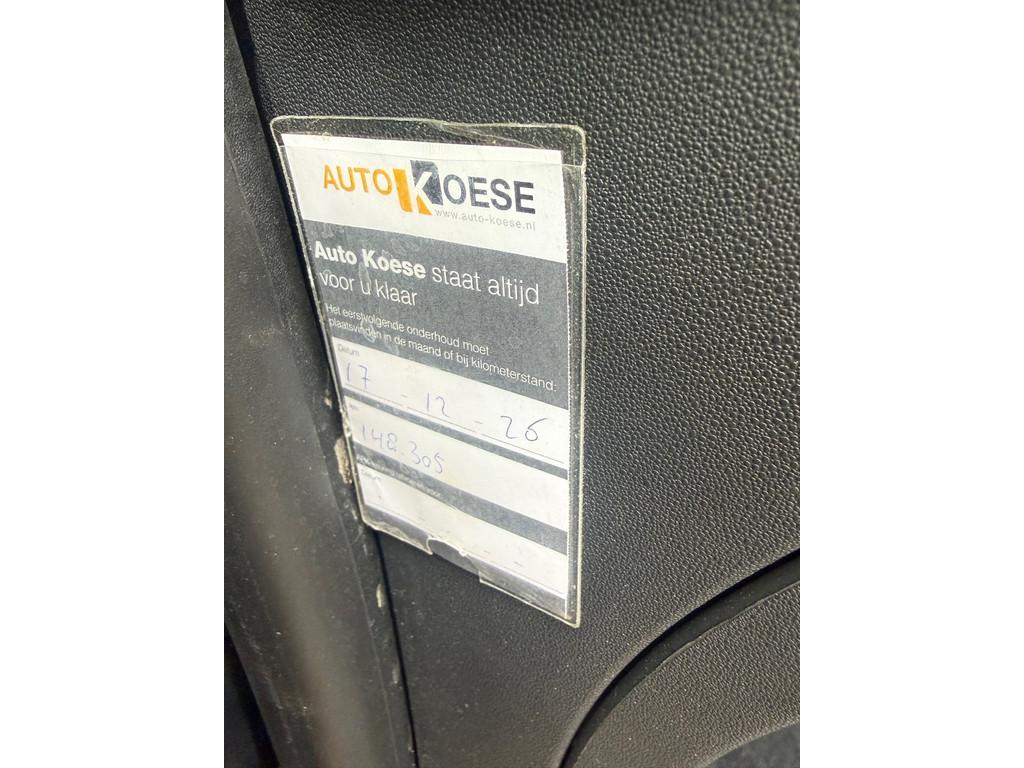 AUTO KOESE
www.auto-koese.nl
Auto Koese staat altijd
voor u klaar
Het eerstvolgende onderhoud moet
plaatsvinden in de maand of bij kilometerstand:
Datum
17 - 12 - 26
148.305